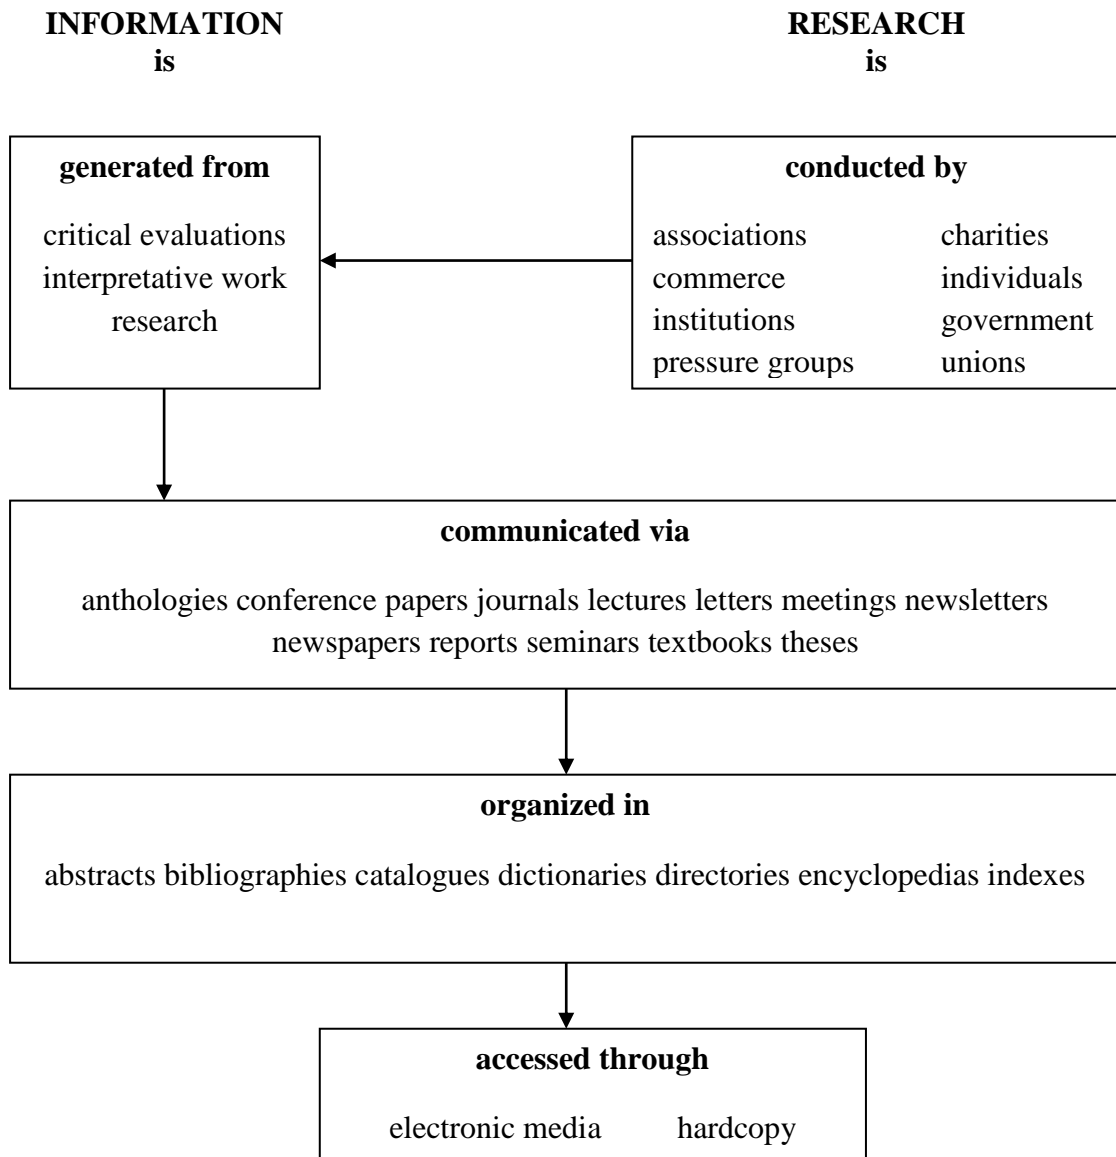 INFORMATION
is
RESEARCH
is
generated from
critical evaluations
interpretative work
research
conducted by
associations charities
commerce individuals
institutions government
pressure groups unions
communicated via
anthologies conference papers journals lectures letters meetings newsletters
newspapers reports seminars textbooks theses
organized in
abstracts bibliographies catalogues dictionaries directories encyclopedias indexes
accessed through
electronic media hardcopy